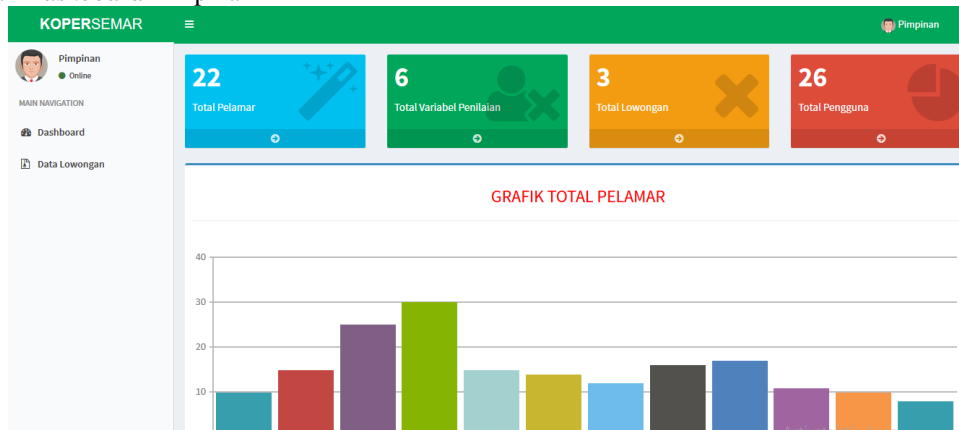 KOPERSEMAR
Pimpinan
Pimpinan
Online
MAIN NAVIGATION
Dashboard
Data Lowongan
22
Total Pelamar
6
Total Variabel Penilaian
3
Total Lowongan
26
Total Pengguna
GRAFIK TOTAL PELAMAR
40
30
20
10